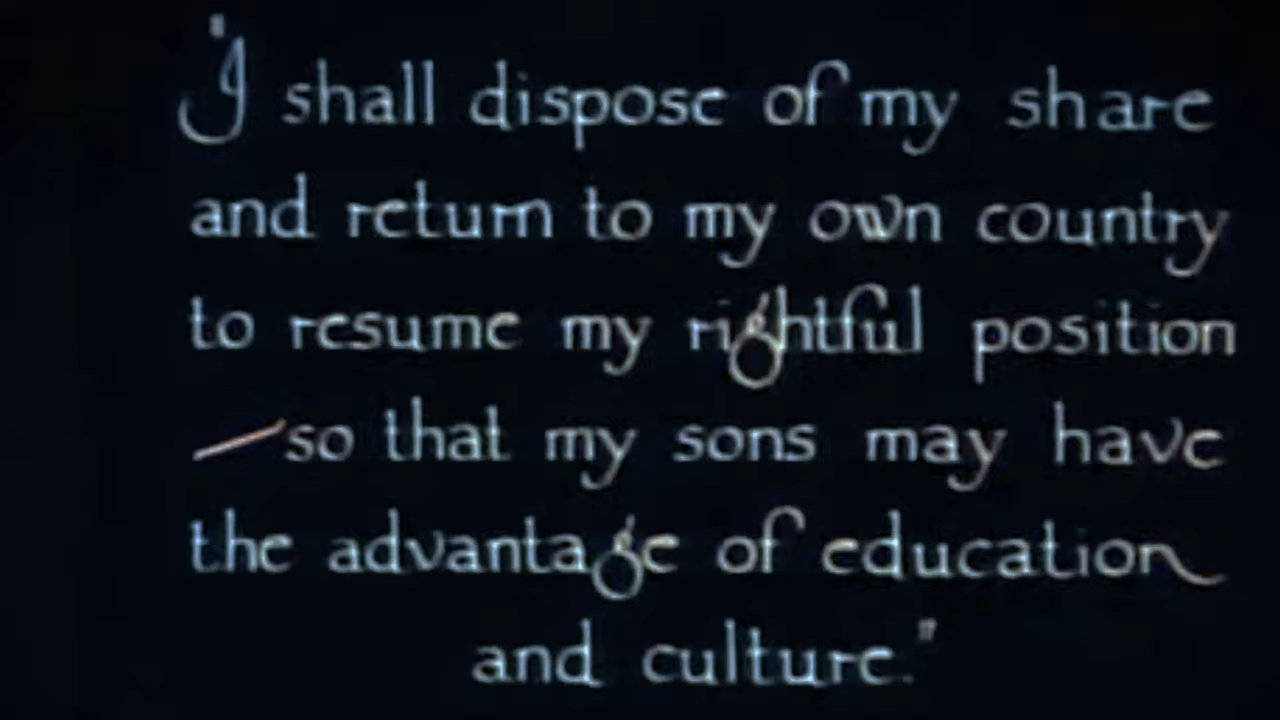 "I shall dispose of my share
and return to my own country
to resume my rightful position
—so that my sons may have
the advantage of education
and culture."